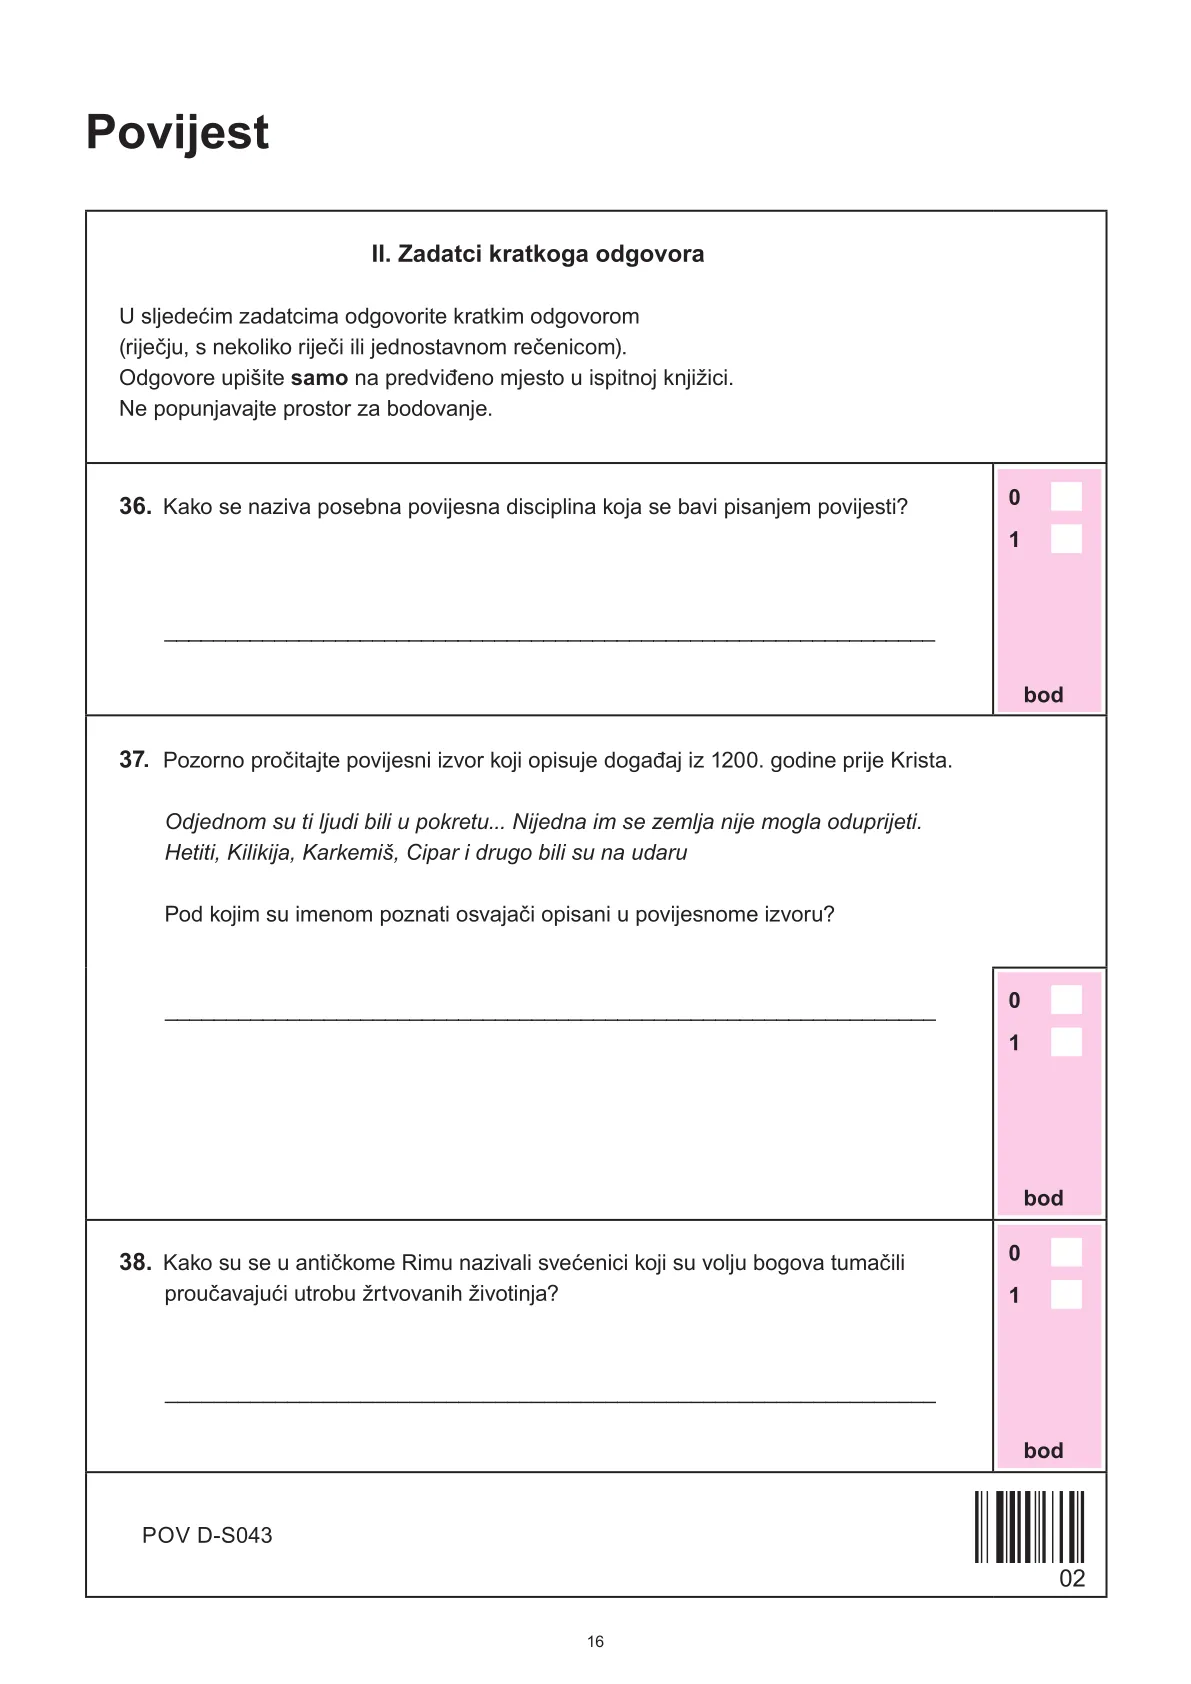 Povijest
II. Zadatci kratkoga odgovora
U sljedećim zadatcima odgovorite kratkim odgovorom
(riječju, s nekoliko riječi ili jednostavnom rečenicom).
Odgovore upišite samo na predviđeno mjesto u ispitnoj knjižici.
Ne popunjavajte prostor za bodovanje.
36. Kako se naziva posebna povijesna disciplina koja se bavi pisanjem povijesti?
0
1
bod
37. Pozorno pročitajte povijesni izvor koji opisuje događaj iz 1200. godine prije Krista.
Odjednom su ti ljudi bili u pokretu... Nijedna im se zemlja nije mogla oduprijeti.
Hetiti, Kilikija, Karkemiš, Cipar i drugo bili su na udaru
Pod kojim su imenom poznati osvajači opisani u povijesnome izvoru?
0
1
bod
38. Kako su se u antičkome Rimu nazivali svećenici koji su volju bogova tumačili
proučavajući utrobu žrtvovanih životinja?
0
1
bod
POV D-S043
02
16